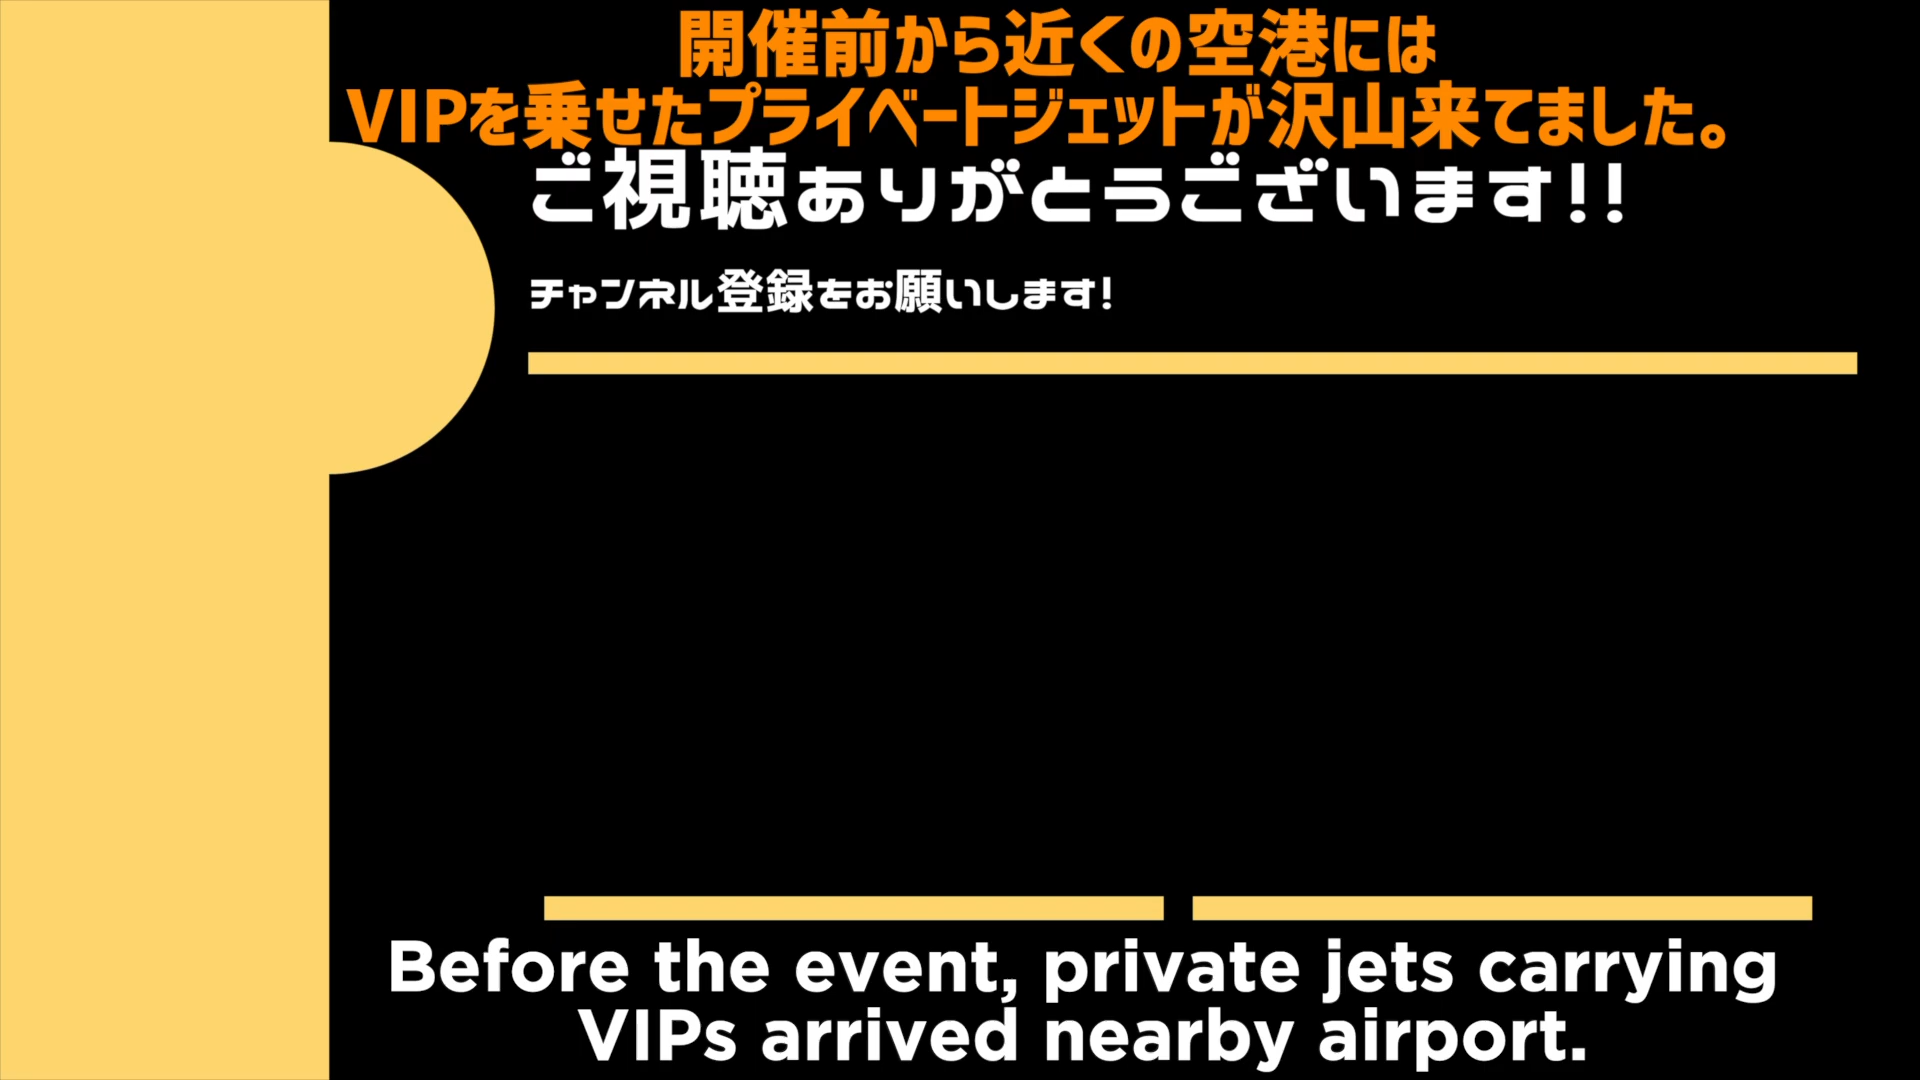 開催前から近くの空港には
VIPを乗せたプライベートジェットが沢山来てました。
ご視聴ありがとうございます!!
チャンネル登録をお願いします!
Before the event, private jets carrying
VIPs arrived nearby airport.